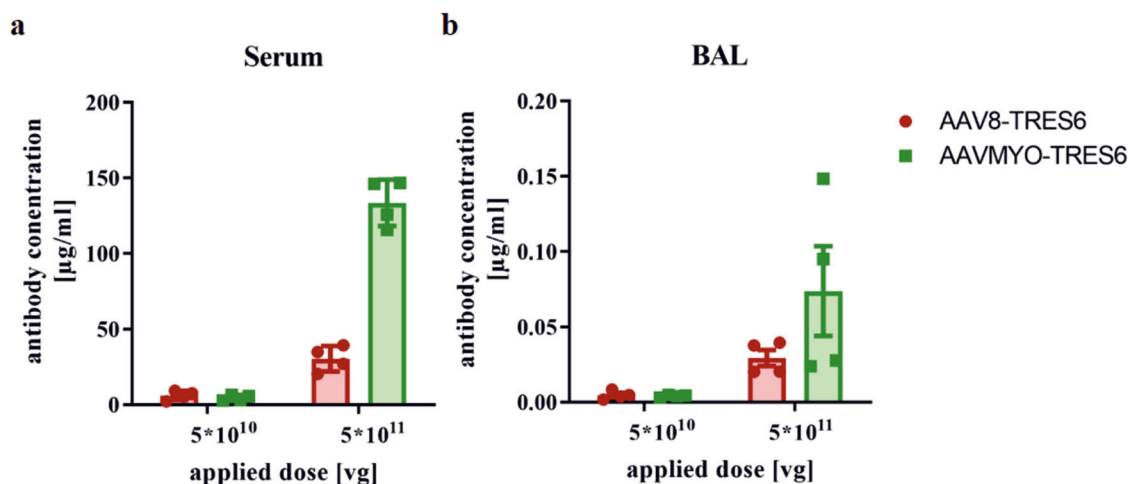 a
Serum
antibody conentration
[µg/ml]
200
150
100
50
0
5*10¹⁰
5*10¹¹
applied dose [vg]
b
BAL
antibody concentration
[µg/ml]
0.20
0.15
0.10
0.05
0.00
5*10¹⁰
5*10¹¹
applied dose [vg]
AAV8-TRES6
AAVMYO-TRES6